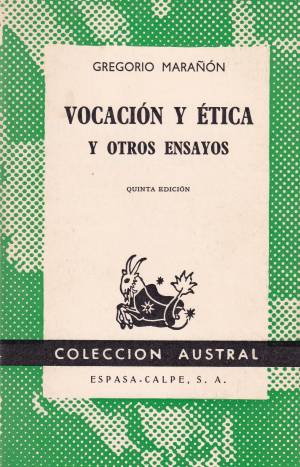 GREGORIO MARAÑÓN
VOCACIÓN Y ÉTICA
Y OTROS ENSAYOS
QUINTA EDICIÓN
COLECCION AUSTRAL
ESPASA-CALPE, S. A.